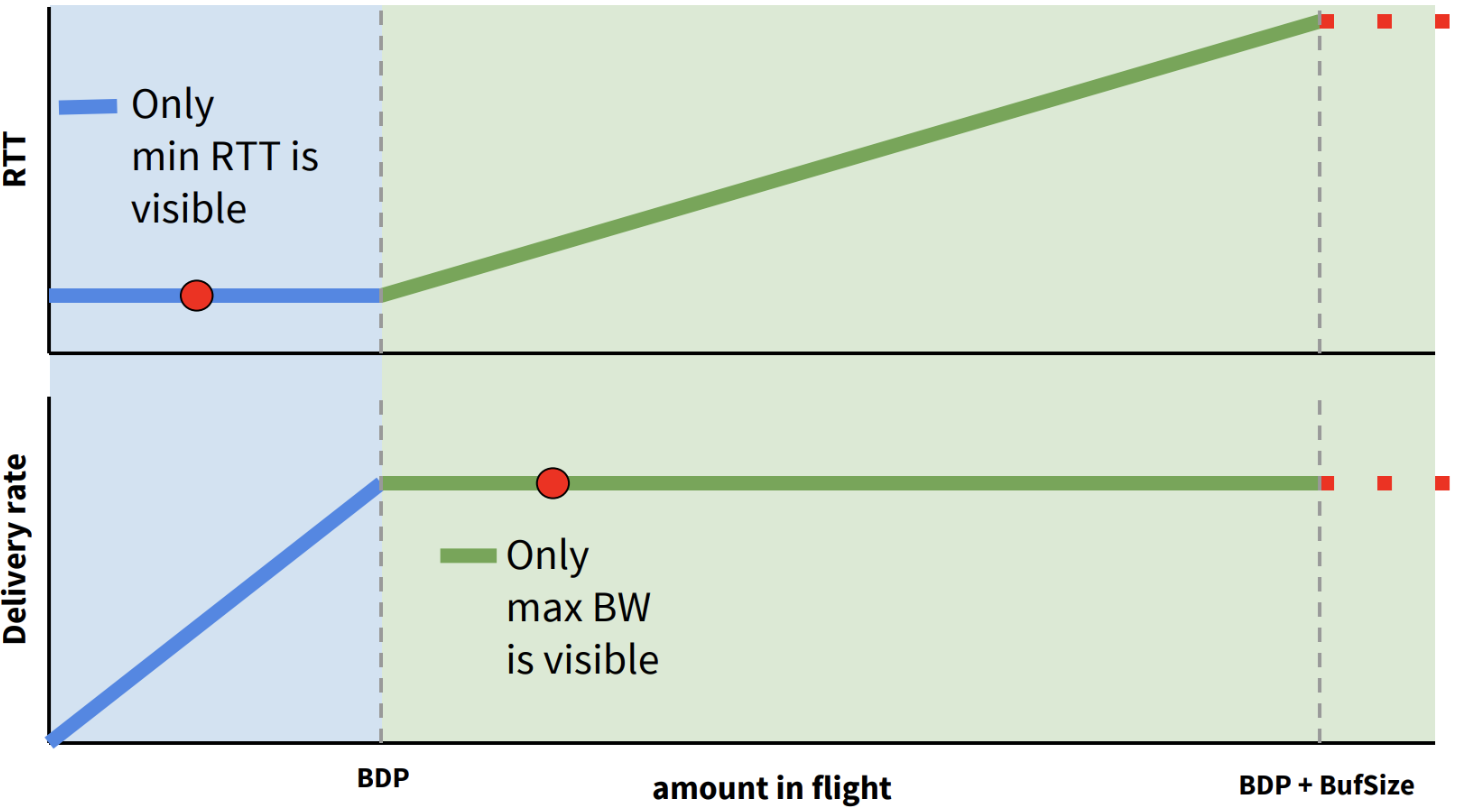 RTT
Only
min RTT is
visible
Delivery rate
Only
max BW
is visible
BDP
amount in flight
BDP + BufSize